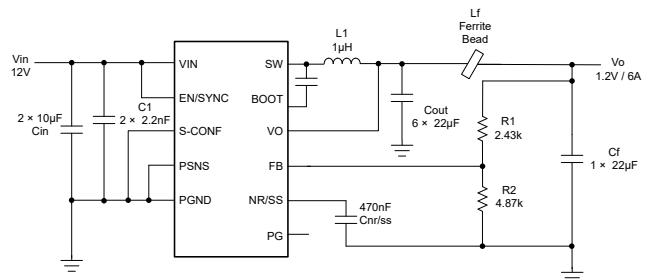 Lf
Ferrite
Bead
L1
1µH
Vin
12V
VIN
SW
Vo
1.2V / 6A
EN/SYNC
BOOT
C1
2 × 2.2nF
2 × 10µF
Cin
S-CONF
VO
Cout
6 × 22µF
R1
2.43k
PSNS
FB
Cf
1 × 22µF
PGND
NR/SS
470nF
Cnr/ss
R2
4.87k
PG